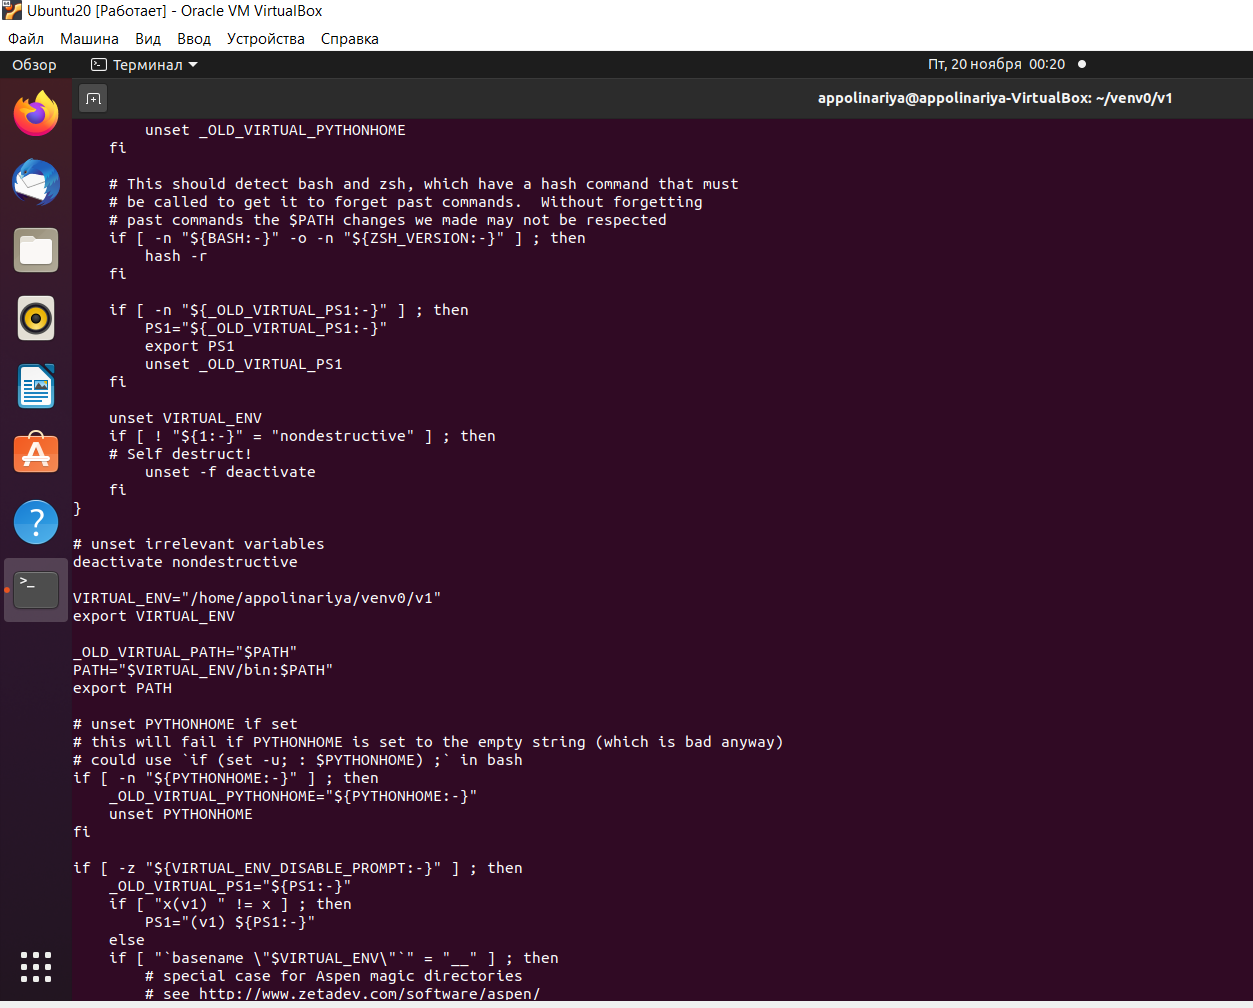 Ubuntu20 [Работает] - Oracle VM VirtualBox
Файл Машина Вид Ввод Устройства Справка
Обзор Терминал Пт, 20 ноября 00:20
appolinariya@appolinariya-VirtualBox: ~/venv0/v1
        unset _OLD_VIRTUAL_PYTHONHOME
    fi

    # This should detect bash and zsh, which have a hash command that must
    # be called to get it to forget past commands.  Without forgetting
    # past commands the $PATH changes we made may not be respected
    if [ -n "${BASH:-}" -o -n "${ZSH_VERSION:-}" ] ; then
        hash -r
    fi

    if [ -n "${_OLD_VIRTUAL_PS1:-}" ] ; then
        PS1="${_OLD_VIRTUAL_PS1:-}"
        export PS1
        unset _OLD_VIRTUAL_PS1
    fi

    unset VIRTUAL_ENV
    if [ ! "${1:-}" = "nondestructive" ] ; then
    # Self destruct!
        unset -f deactivate
    fi
}

# unset irrelevant variables
deactivate nondestructive

VIRTUAL_ENV="/home/appolinariya/venv0/v1"
export VIRTUAL_ENV

_OLD_VIRTUAL_PATH="$PATH"
PATH="$VIRTUAL_ENV/bin:$PATH"
export PATH

# unset PYTHONHOME if set
# this will fail if PYTHONHOME is set to the empty string (which is bad anyway)
# could use `if (set -u; : $PYTHONHOME) ;` in bash
if [ -n "${PYTHONHOME:-}" ] ; then
    _OLD_VIRTUAL_PYTHONHOME="${PYTHONHOME:-}"
    unset PYTHONHOME
fi

if [ -z "${VIRTUAL_ENV_DISABLE_PROMPT:-}" ] ; then
    _OLD_VIRTUAL_PS1="${PS1:-}"
    if [ "x(v1) " != x ] ; then
        PS1="(v1) ${PS1:-}"
    else
    if [ "`basename \"$VIRTUAL_ENV\"`" = "__" ] ; then
        # special case for Aspen magic directories
        # see http://www.zetadev.com/software/aspen/